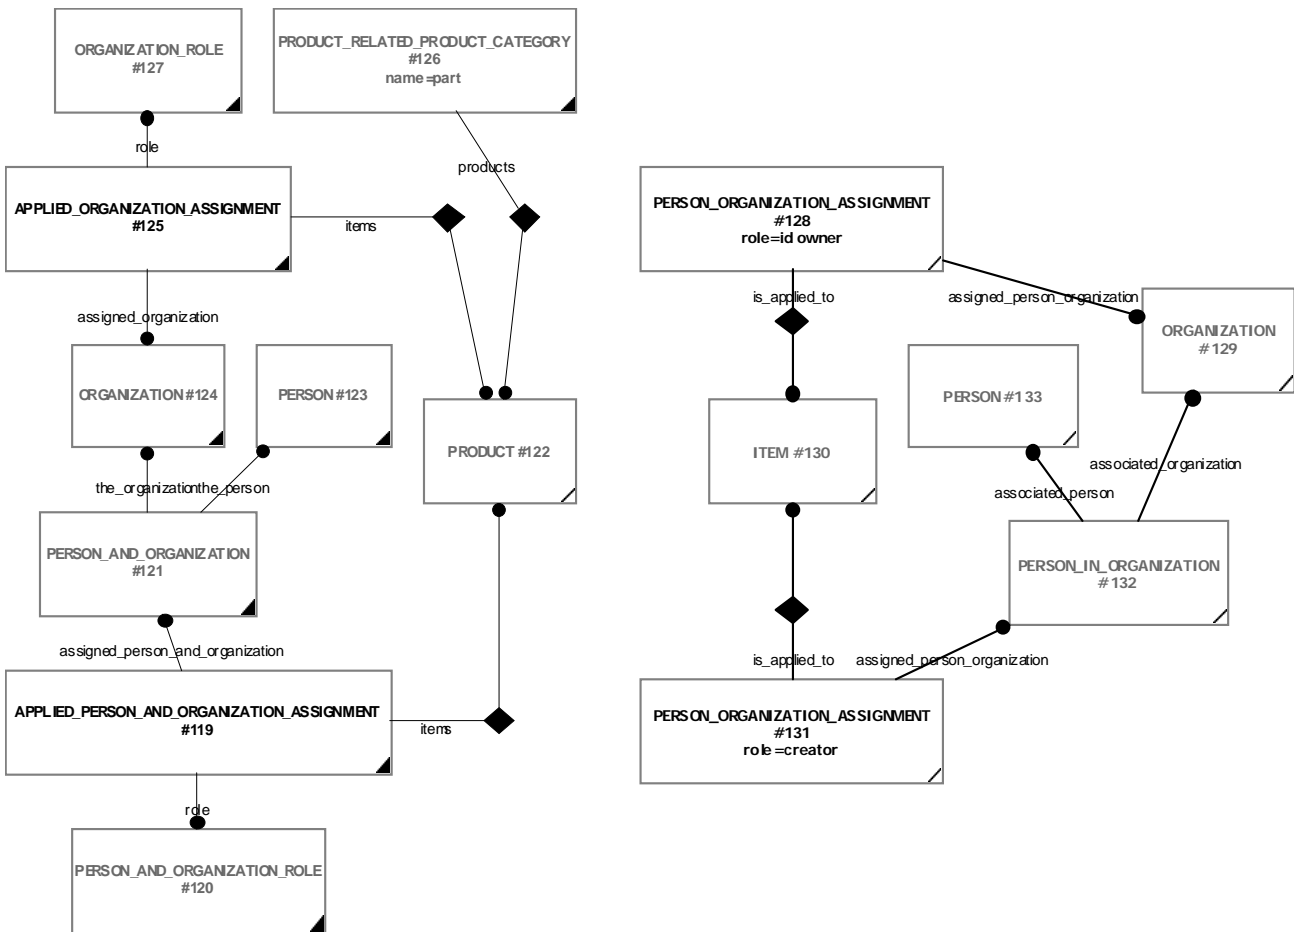 ORGANIZATION_ROLE
#127
PRODUCT_RELATED_PRODUCT_CATEGORY
#126
name=part
role
products
APPLIED_ORGANIZATION_ASSIGNMENT
#125
items
assigned_organization
ORGANIZATION #124
PERSON #123
PRODUCT #122
the_organization
the_person
PERSON_AND_ORGANIZATION
#121
assigned_person_and_organization
APPLIED_PERSON_AND_ORGANIZATION_ASSIGNMENT
#119
items
role
PERSON_AND_ORGANIZATION_ROLE
#120
PERSON_ORGANIZATION_ASSIGNMENT
#128
role=id owner
is_applied_to
assigned_person_organization
ORGANIZATION
#129
PERSON #133
ITEM #130
associated_organization
associated_person
PERSON_IN_ORGANIZATION
#132
is_applied_to
assigned_person_organization
PERSON_ORGANIZATION_ASSIGNMENT
#131
role=creator